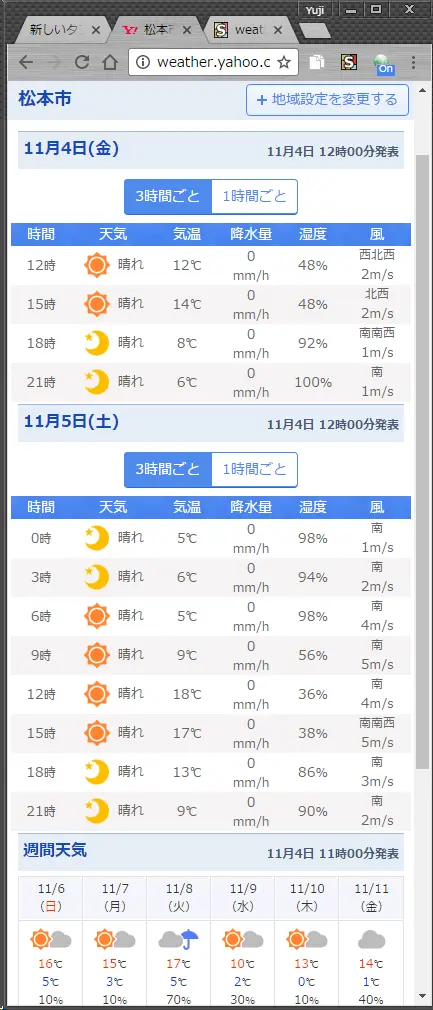 Yuji
新しいタブ
松本市
weat
weather.yahoo.c
On
松本市
+ 地域設定を変更する
11月4日(金) 11月4日 12時00分発表
3時間ごと 1時間ごと
時間 天気 気温 降水量 湿度 風
12時 晴れ 12℃ 0 mm/h 48% 西北西 2m/s
15時 晴れ 14℃ 0 mm/h 48% 北西 2m/s
18時 晴れ 8℃ 0 mm/h 92% 南南西 1m/s
21時 晴れ 6℃ 0 mm/h 100% 南 1m/s
11月5日(土) 11月4日 12時00分発表
3時間ごと 1時間ごと
時間 天気 気温 降水量 湿度 風
0時 晴れ 5℃ 0 mm/h 98% 南 1m/s
3時 晴れ 6℃ 0 mm/h 94% 南 2m/s
6時 晴れ 5℃ 0 mm/h 98% 南 4m/s
9時 晴れ 9℃ 0 mm/h 56% 南 5m/s
12時 晴れ 18℃ 0 mm/h 36% 南 4m/s
15時 晴れ 17℃ 0 mm/h 38% 南南西 5m/s
18時 晴れ 13℃ 0 mm/h 86% 南 3m/s
21時 晴れ 9℃ 0 mm/h 90% 南 2m/s
週間天気 11月4日 11時00分発表
11/6 11/7 11/8 11/9 11/10 11/11
(日) (月) (火) (水) (木) (金)
16℃ 15℃ 17℃ 10℃ 13℃ 14℃
5℃ 3℃ 5℃ 2℃ 0℃ 1℃
10% 10% 70% 30% 10% 40%